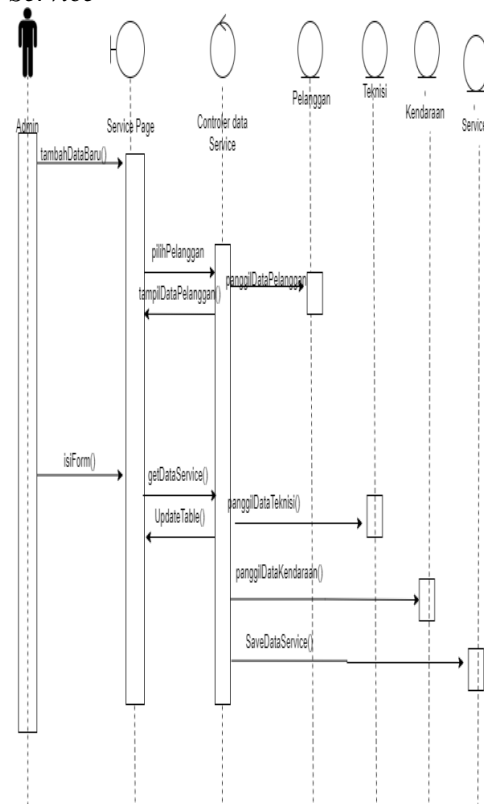 Service
Admin
Service Page
Controler data
Service
Pelanggan
Teknisi
Kendaraan
Service
tambahDataBaru()
pilihPelanggan
panggilDataPelanggan
tampilDataPelanggan()
isiForm()
getDataService()
panggilDataTeknisi()
UpdateTable()
panggilDataKendaraan()
SaveDataService()